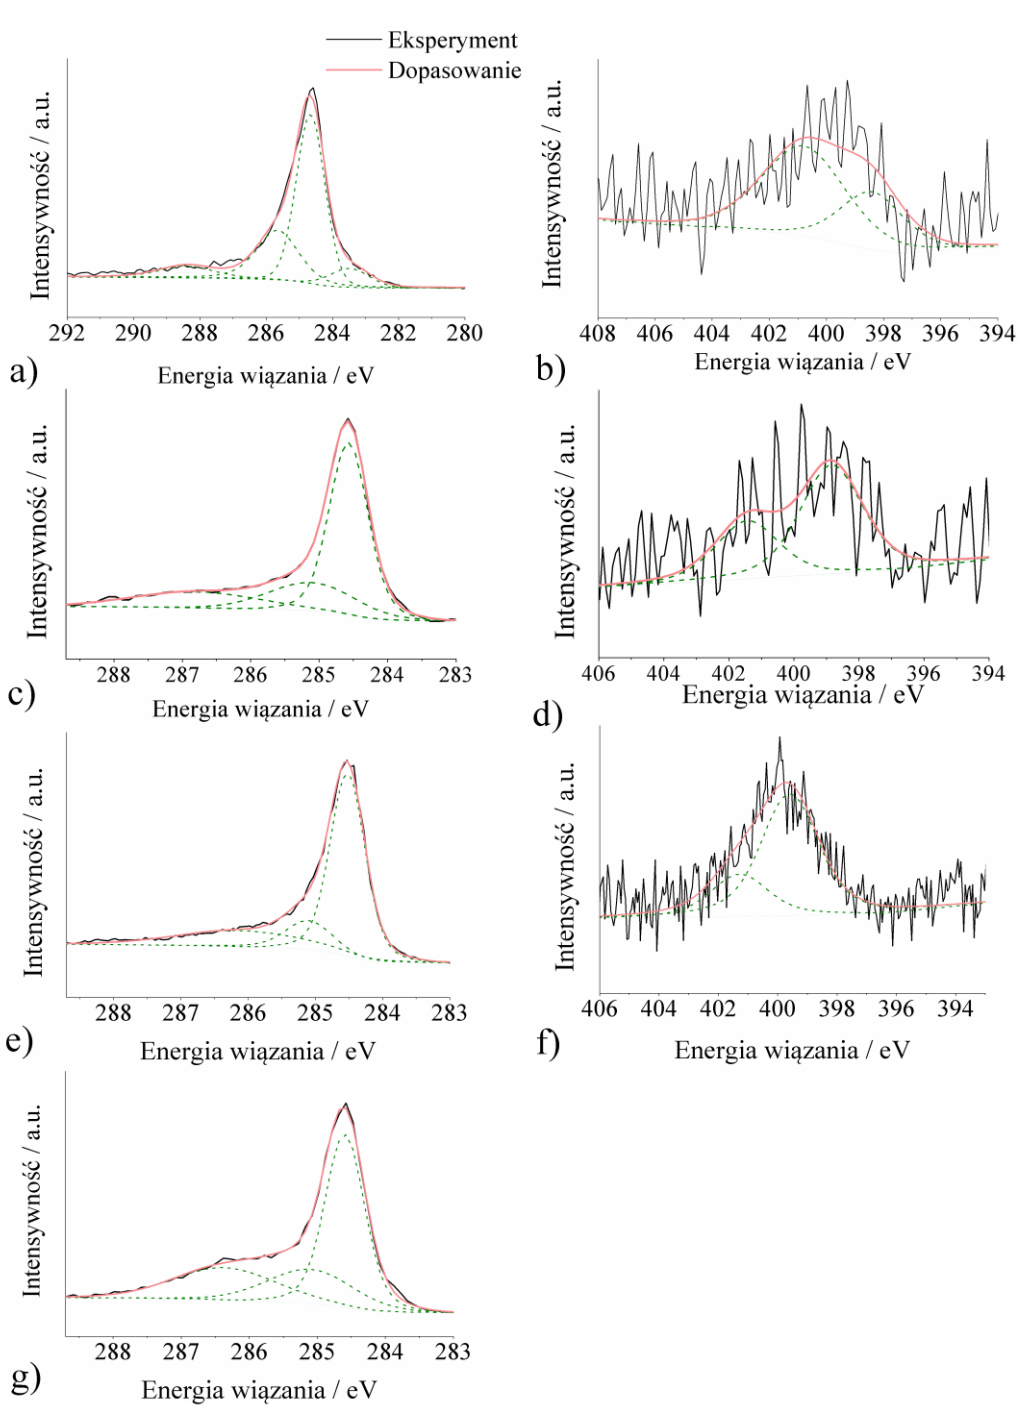 Eksperyment
Dopasowanie
Intensywność / a.u.
292 290 288 286 284 282 280
Energia wiązania / eV
a)
Intensywność / a.u.
408 406 404 402 400 398 396 394
Energia wiązania / eV
b)
Intensywność / a.u.
288 287 286 285 284 283
Energia wiązania / eV
c)
Intensywność / a.u.
406 404 402 400 398 396 394
Energia wiązania / eV
d)
Intensywność / a.u.
288 287 286 285 284 283
Energia wiązania / eV
e)
Intensywność / a.u.
406 404 402 400 398 396 394
Energia wiązania / eV
f)
Intensywność / a.u.
288 287 286 285 284 283
Energia wiązania / eV
g)